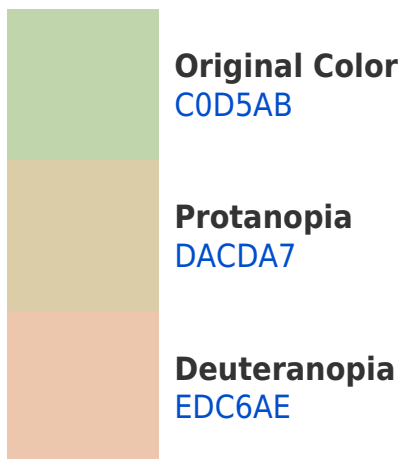 Original Color
C0D5AB
Protanopia
DACDA7
Deuteranopia
EDC6AE